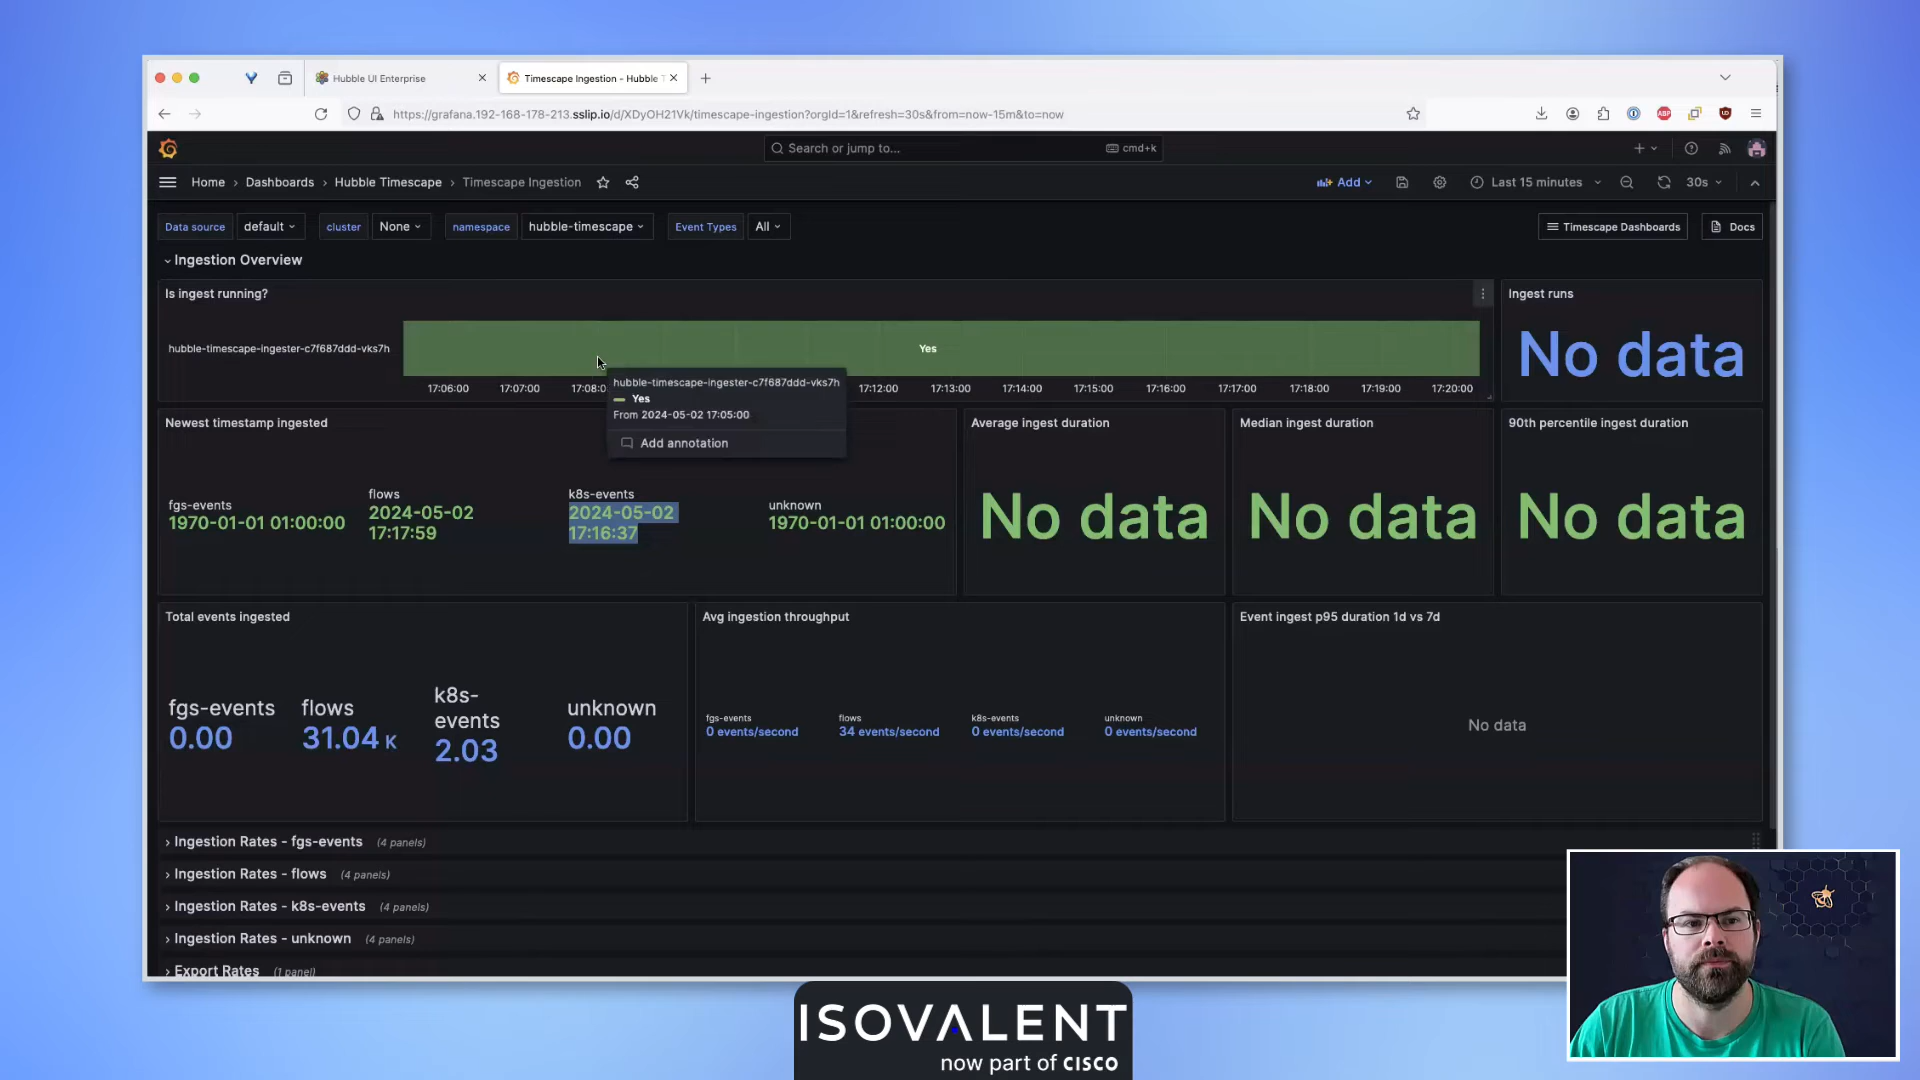 Hubble UI Enterprise
Timescape Ingestion - Hubble T
https://grafana.192-168-178-213.sslip.io/d/XDyOH21Vk/timescape-ingestion?orgId=1&refresh=30s&from=now-15m&to=now
Search or jump to...
cmd+k
Home › Dashboards › Hubble Timescape › Timescape Ingestion
Add
Last 15 minutes
30s
Data source default
cluster None
namespace hubble-timescape
Event Types All
Timescape Dashboards
Docs
Ingestion Overview
Is ingest running?
hubble-timescape-ingester-c7f687ddd-vks7h
Yes
17:06:00 17:07:00 17:08:0 17:12:00 17:13:00 17:14:00 17:15:00 17:16:00 17:17:00 17:18:00 17:19:00 17:20:00
hubble-timescape-ingester-c7f687ddd-vks7h
Yes
From 2024-05-02 17:05:00
Add annotation
Ingest runs
No data
Newest timestamp ingested
fgs-events
1970-01-01 01:00:00
flows
2024-05-02
17:17:59
k8s-events
2024-05-02
17:16:37
unknown
1970-01-01 01:00:00
Average ingest duration
No data
Median ingest duration
No data
90th percentile ingest duration
No data
Total events ingested
fgs-events
0.00
flows
31.04 K
k8s-
events
2.03
unknown
0.00
Avg ingestion throughput
fgs-events
0 events/second
flows
34 events/second
k8s-events
0 events/second
unknown
0 events/second
Event ingest p95 duration 1d vs 7d
No data
Ingestion Rates - fgs-events (4 panels)
Ingestion Rates - flows (4 panels)
Ingestion Rates - k8s-events (4 panels)
Ingestion Rates - unknown (4 panels)
Export Rates (1 panel)
ISOVALENT
now part of CISCO